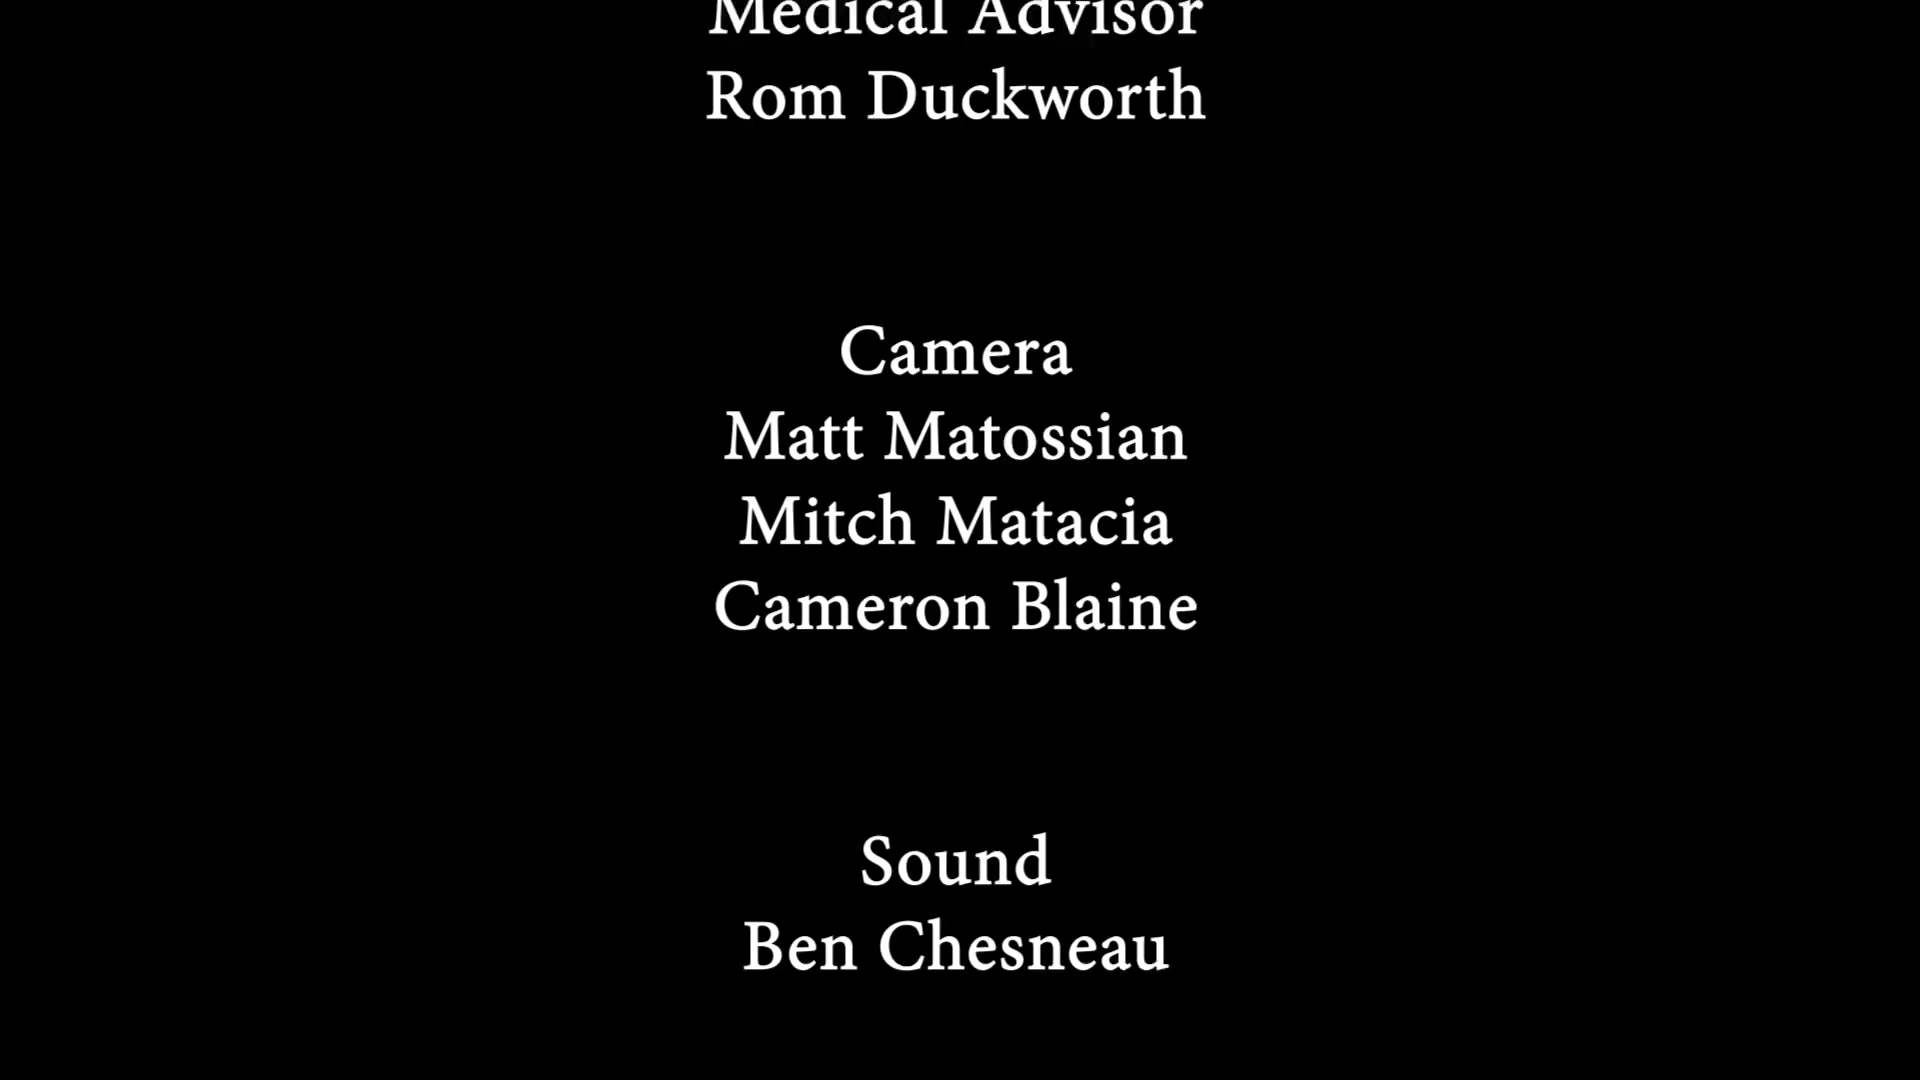 Medical Advisor
Rom Duckworth
Camera
Matt Matossian
Mitch Matacia
Cameron Blaine
Sound
Ben Chesneau